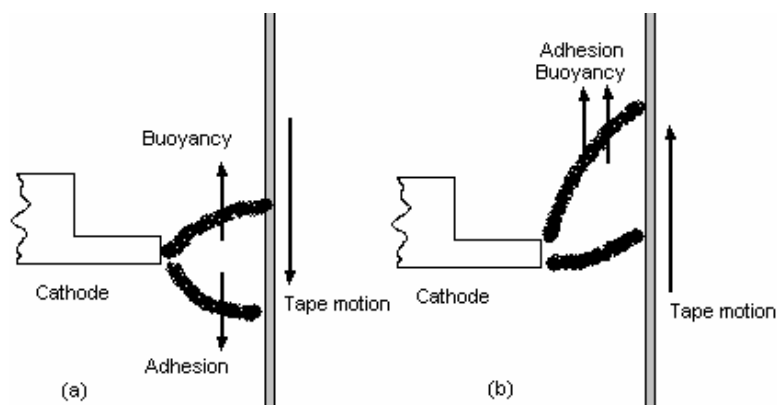 Buoyancy
Cathode
Tape motion
Adhesion
(a)
Adhesion
Buoyancy
Cathode
Tape motion
(b)